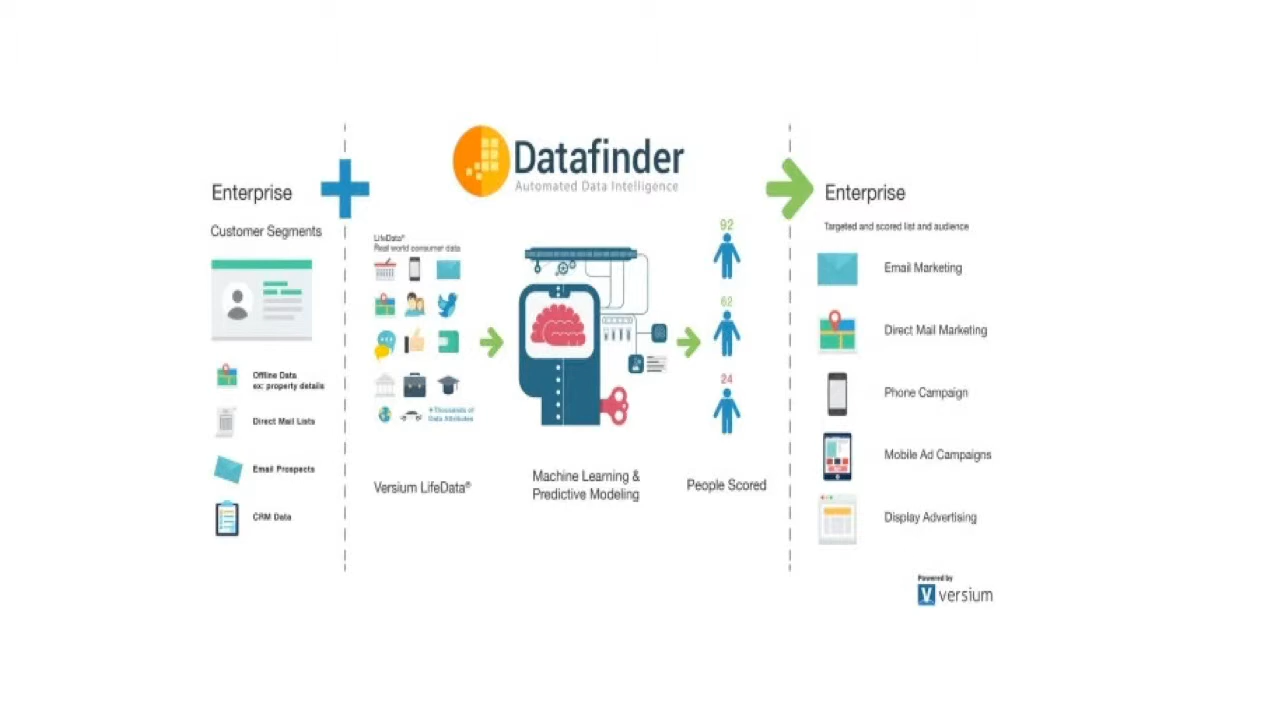 Enterprise
Customer Segments
Offline Data
ex: property details
Direct Mail Lists
Email Prospects
CRM Data
Datafinder
Automated Data Intelligence
LifeData®
Real world consumer data
+Thousands of
Data Attributes
Versium LifeData®
Machine Learning &
Predictive Modeling
92
62
24
People Scored
Enterprise
Targeted and scored list and audience
Email Marketing
Direct Mail Marketing
Phone Campaign
Mobile Ad Campaigns
Display Advertising
Powered by
V versium